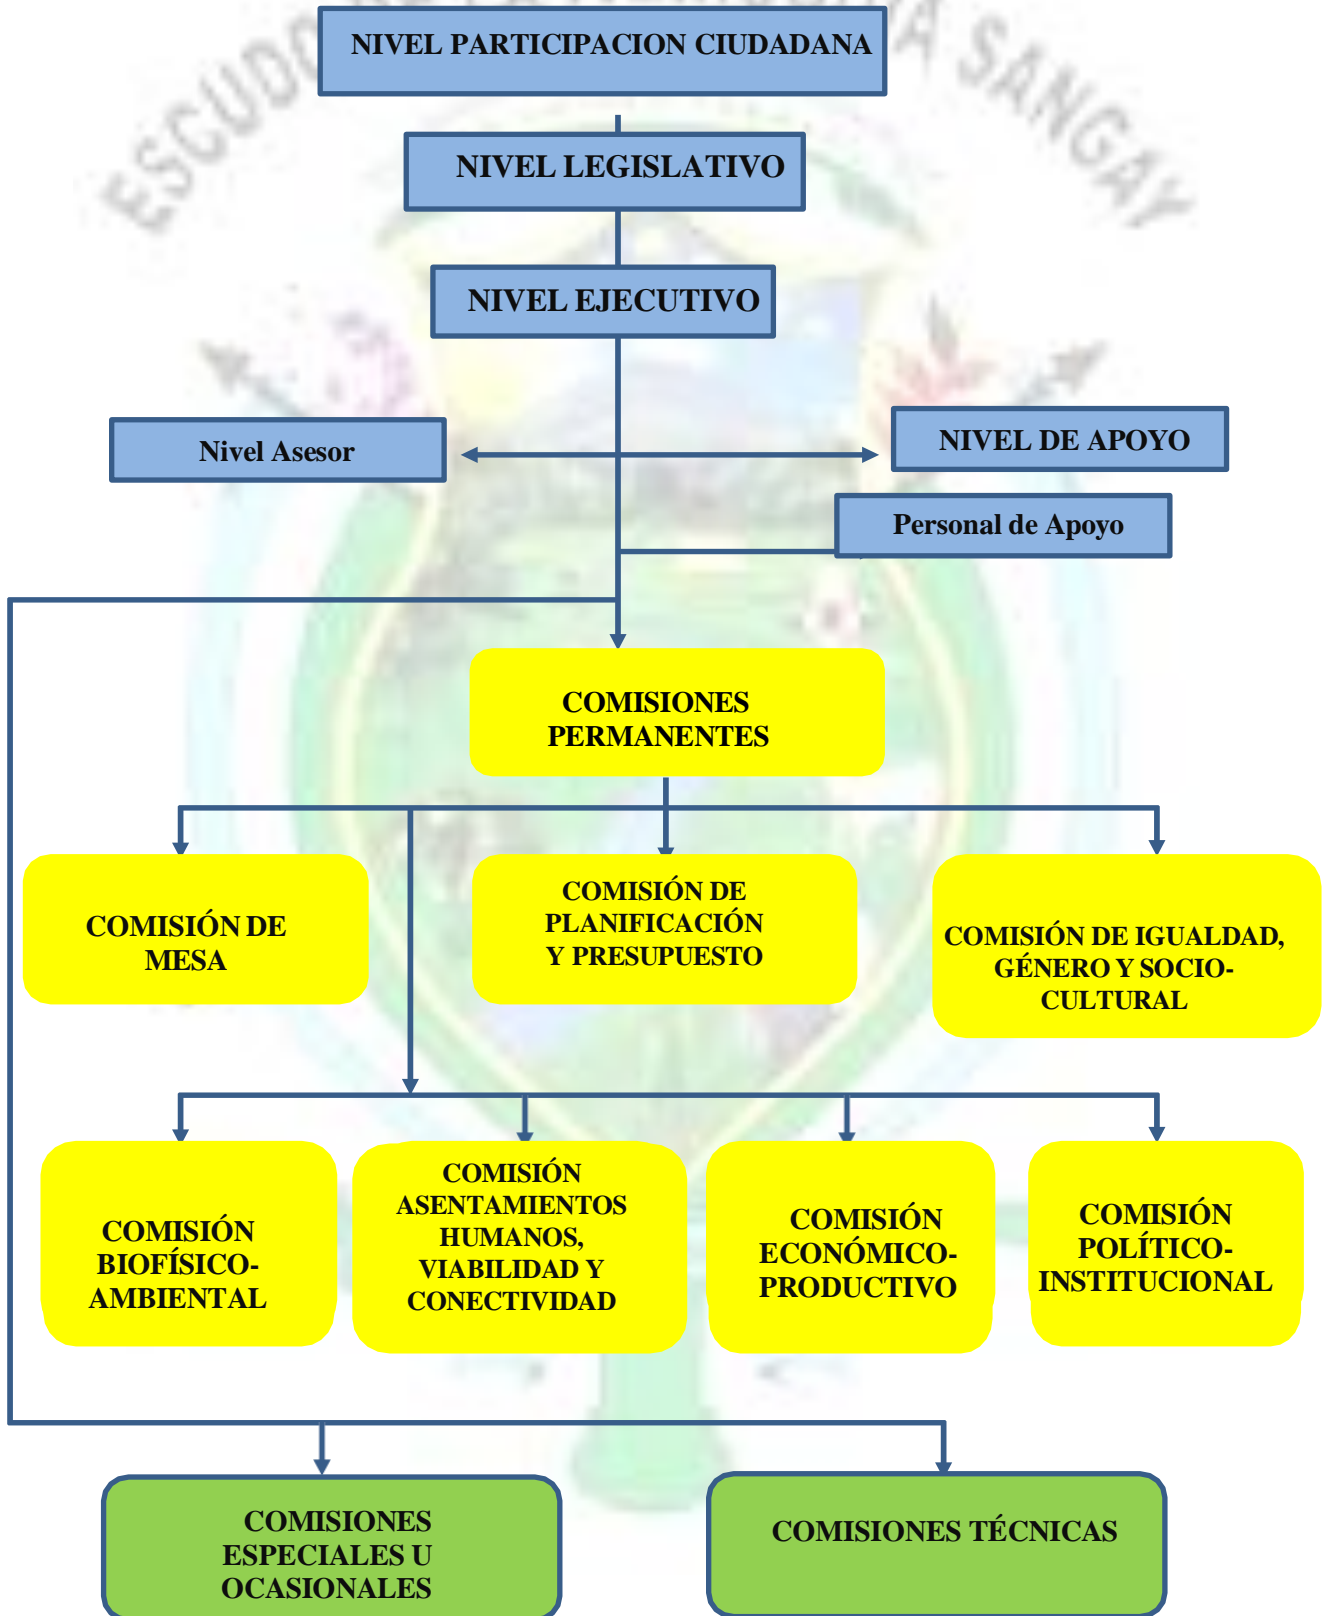 ESCUDO
SANGAY
NIVEL PARTICIPACION CIUDADANA
NIVEL LEGISLATIVO
NIVEL EJECUTIVO
Nivel Asesor
NIVEL DE APOYO
Personal de Apoyo
COMISIONES
PERMANENTES
COMISIÓN DE
MESA
COMISIÓN DE
PLANIFICACIÓN
Y PRESUPUESTO
COMISIÓN DE IGUALDAD,
GÉNERO Y SOCIO-
CULTURAL
COMISIÓN
BIOFÍSICO-
AMBIENTAL
COMISIÓN
ASENTAMIENTOS
HUMANOS,
VIABILIDAD Y
CONECTIVIDAD
COMISIÓN
ECONÓMICO-
PRODUCTIVO
COMISIÓN
POLÍTICO-
INSTITUCIONAL
COMISIONES
ESPECIALES U
OCASIONALES
COMISIONES TÉCNICAS